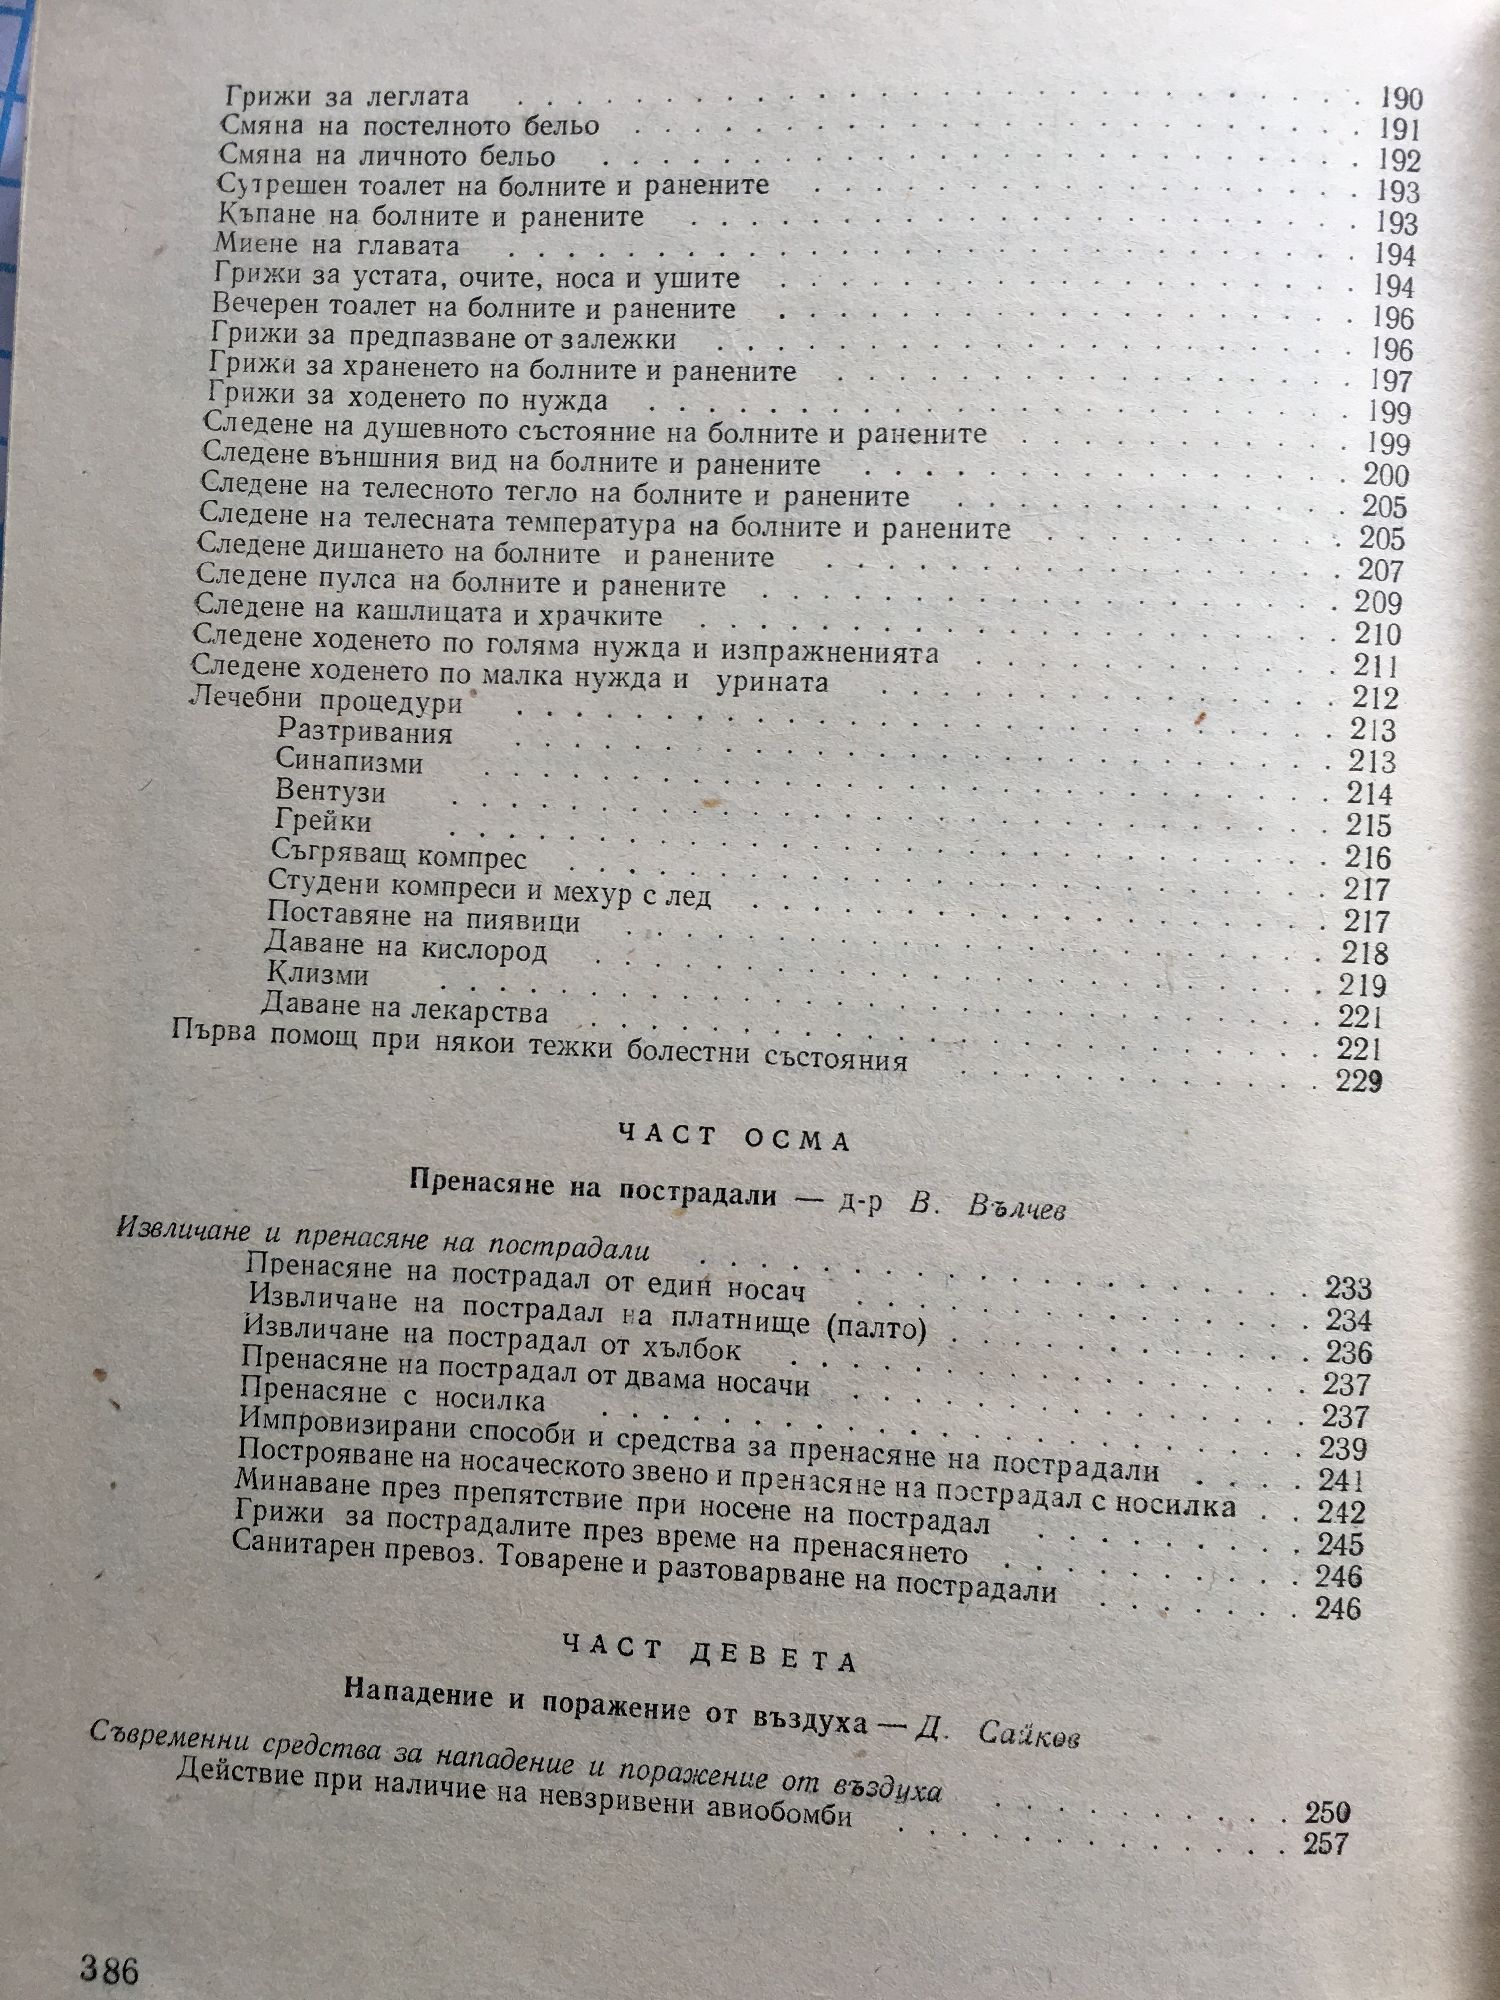 Грижи за леглата . . . 190
Смяна на постелното бельо . . . 191
Смяна на личното бельо . . . 192
Сутрешен тоалет на болните и ранените . . . 193
Къпане на болните и ранените . . . 193
Миене на главата . . . 194
Грижи за устата, очите, носа и ушите . . . 194
Вечерен тоалет на болните и ранените . . . 196
Грижи за предпазване от залежки . . . 196
Грижи за храненето на болните и ранените . . . 197
Грижи за ходенето по нужда . . . 199
Следене на душевното състояние на болните и ранените . . . 199
Следене външния вид на болните и ранените . . . 200
Следене на телесното тегло на болните и ранените . . . 205
Следене на телесната температура на болните и ранените . . . 205
Следене дишането на болните и ранените . . . 207
Следене пулса на болните и ранените . . . 209
Следене на кашлицата и храчките . . . 210
Следене ходенето по голяма нужда и изпражненията . . . 211
Следене ходенето по малка нужда и урината . . . 212
Лечебни процедури . . . 213
Разтривания . . . 213
Синапизми . . . 214
Вентузи . . . 215
Грейки . . . 216
Съгряващ компрес . . . 217
Студени компреси и мехур с лед . . . 217
Поставяне на пиявици . . . 218
Даване на кислород . . . 219
Клизми . . . 221
Даване на лекарства . . . 221
Първа помощ при някои тежки болестни състояния . . . 229
ЧАСТ ОСМА
Пренасяне на пострадали — д-р В. Вълчев
Извличане и пренасяне на пострадали . . . 233
Пренасяне на пострадал от един носач . . . 234
Извличане на пострадал на платнище (палто) . . . 236
Извличане на пострадал от хълбок . . . 237
Пренасяне на пострадал от двама носачи . . . 237
Пренасяне с носилка . . . 239
Импровизирани способи и средства за пренасяне на пострадали . . . 241
Построяване на носаческото звено и пренасяне на пострадал с носилка . . 242
Минаване през препятствие при носене на пострадал . . . 245
Грижи за пострадалите през време на пренасянето . . . 246
Санитарен превоз. Товарене и разтоварване на пострадали . . . 246
ЧАСТ ДЕВЕТА
Нападение и поражение от въздуха — Д. Сайков
Съвременни средства за нападение и поражение от въздуха . . . 250
Действие при наличие на невзривени авиобомби . . . 257
386